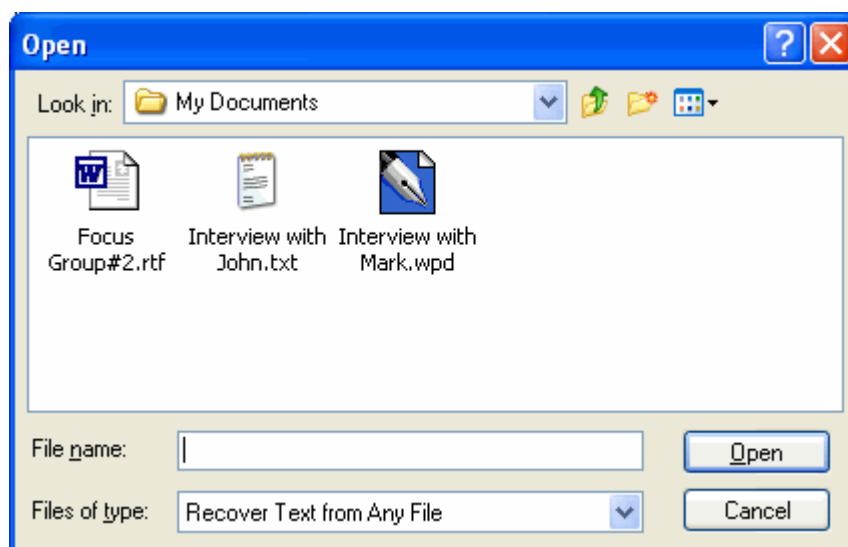 Open
Look in: My Documents
Focus Group#2.rtf
Interview with John.txt
Interview with Mark.wpd
File name:
Open
Files of type: Recover Text from Any File
Cancel